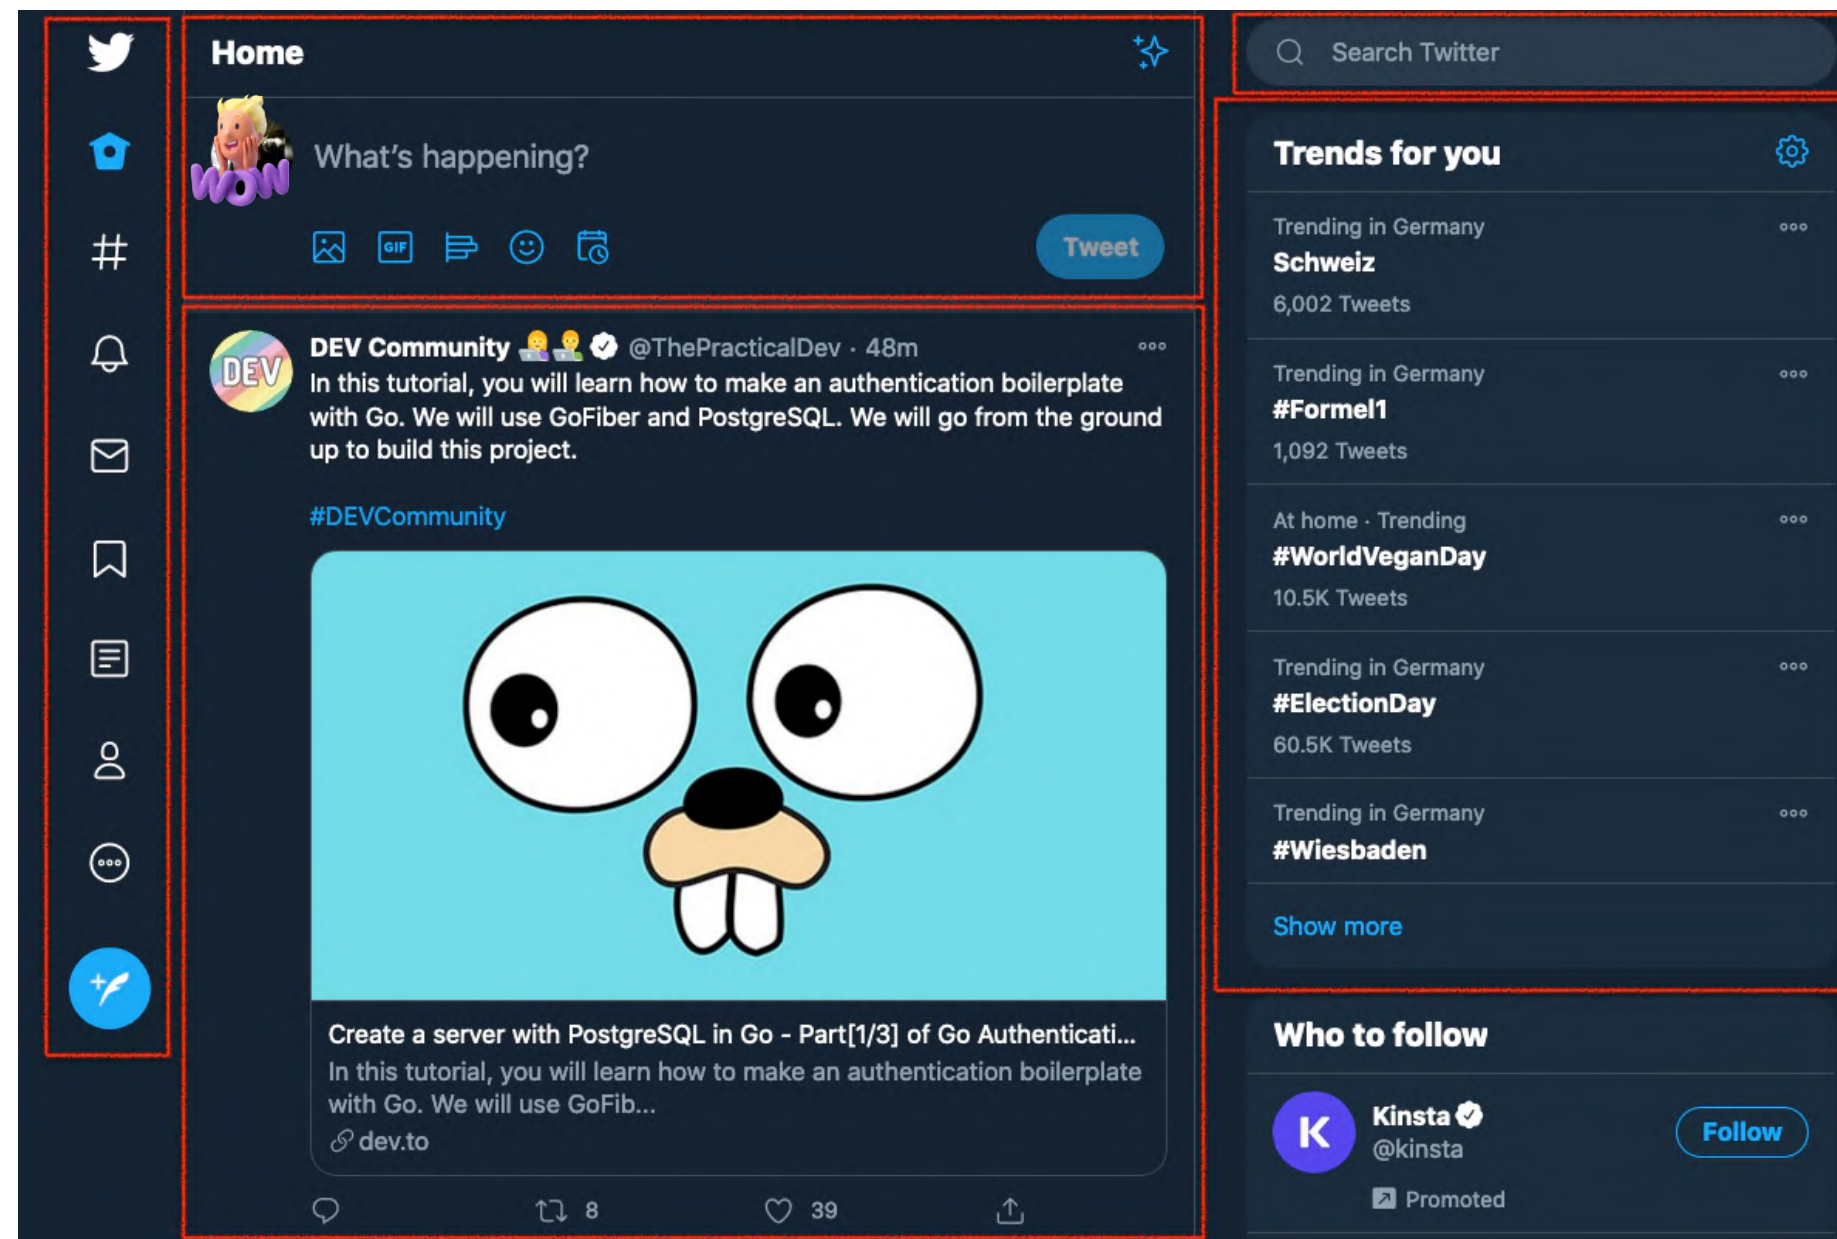 Home
WOW
What's happening?
GIF
Tweet
DEV
DEV Community 👩‍💻👨‍💻 @ThePracticalDev · 48m
In this tutorial, you will learn how to make an authentication boilerplate
with Go. We will use GoFiber and PostgreSQL. We will go from the ground
up to build this project.
#DEVCommunity
Create a server with PostgreSQL in Go - Part[1/3] of Go Authenticati...
In this tutorial, you will learn how to make an authentication boilerplate
with Go. We will use GoFib...
dev.to
8
39
Search Twitter
Trends for you
Trending in Germany
Schweiz
6,002 Tweets
Trending in Germany
#Formel1
1,092 Tweets
At home · Trending
#WorldVeganDay
10.5K Tweets
Trending in Germany
#ElectionDay
60.5K Tweets
Trending in Germany
#Wiesbaden
Show more
Who to follow
K
Kinsta
@kinsta
Follow
Promoted